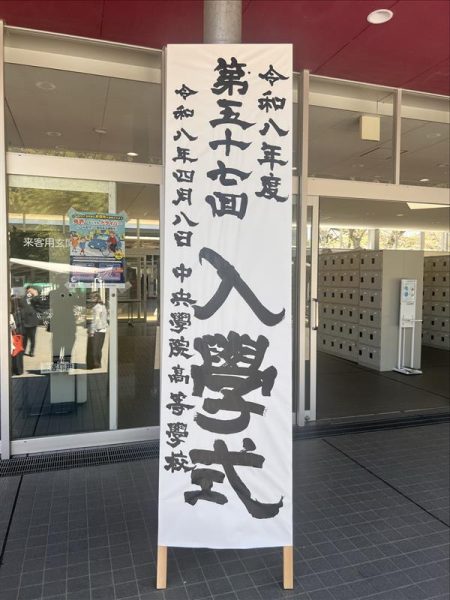 令和八年度
第五十七回 入學式
令和八年四月八日 中央學院高等學校
来客用玄関